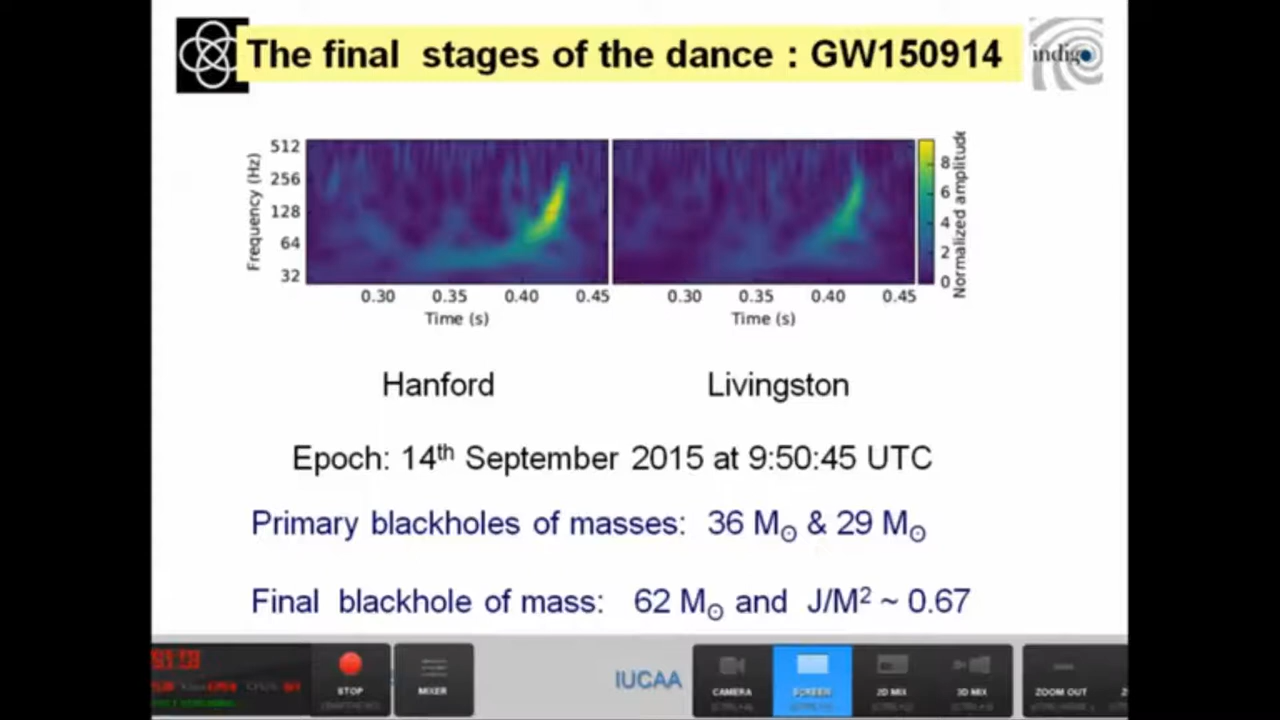 The final stages of the dance : GW150914
indigo
512
256
128
64
32
Frequency (Hz)
0.30 0.35 0.40 0.45
Time (s)
0.30 0.35 0.40 0.45
Time (s)
8
6
4
2
0
Normalized amplitude
Hanford Livingston
Epoch: 14th September 2015 at 9:50:45 UTC
Primary blackholes of masses: 36 M⊙ & 29 M⊙
Final blackhole of mass: 62 M⊙ and J/M² ~ 0.67
STOP
MIXER
IUCAA
CAMERA
SCREEN
2D MIX
3D MIX
ZOOM OUT